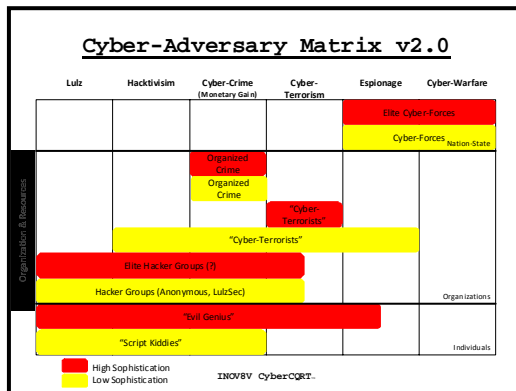 Cyber-Adversary Matrix v2.0
Lulz Hacktivisim Cyber-Crime (Monetary Gain) Cyber-Terrorism Espionage Cyber-Warfare
Elite Cyber-Forces
Cyber-Forces
Nation-State
Organization & Resources
Organized
Crime
Organized
Crime
"Cyber-
Terrorists"
"Cyber-Terrorists"
Elite Hacker Groups (?)
Hacker Groups (Anonymous, LulzSec)
Organizations
"Evil Genius"
"Script Kiddies"
Individuals
High Sophistication
Low Sophistication
INOV8V CyberCQRT™